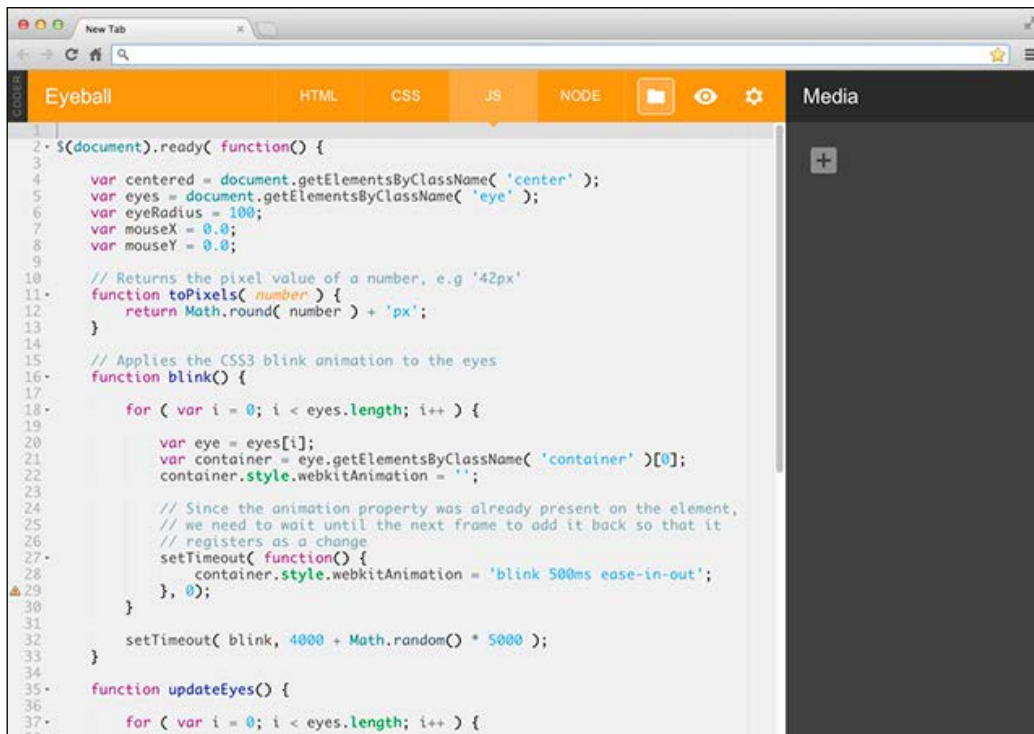 New Tab
CODER
Eyeball HTML CSS JS NODE Media
1
2 $(document).ready( function() {
3
4 var centered = document.getElementsByClassName( 'center' );
5 var eyes = document.getElementsByClassName( 'eye' );
6 var eyeRadius = 100;
7 var mouseX = 0.0;
8 var mouseY = 0.0;
9
10 // Returns the pixel value of a number, e.g '42px'
11 function toPixels( number ) {
12 return Math.round( number ) + 'px';
13 }
14
15 // Applies the CSS3 blink animation to the eyes
16 function blink() {
17
18 for ( var i = 0; i < eyes.length; i++ ) {
19
20 var eye = eyes[i];
21 var container = eye.getElementsByClassName( 'container' )[0];
22 container.style.webkitAnimation = '';
23
24 // Since the animation property was already present on the element,
25 // we need to wait until the next frame to add it back so that it
26 // registers as a change
27 setTimeout( function() {
28 container.style.webkitAnimation = 'blink 500ms ease-in-out';
29 }, 0);
30 }
31
32 setTimeout( blink, 4000 + Math.random() * 5000 );
33 }
34
35 function updateEyes() {
36
37 for ( var i = 0; i < eyes.length; i++ ) {